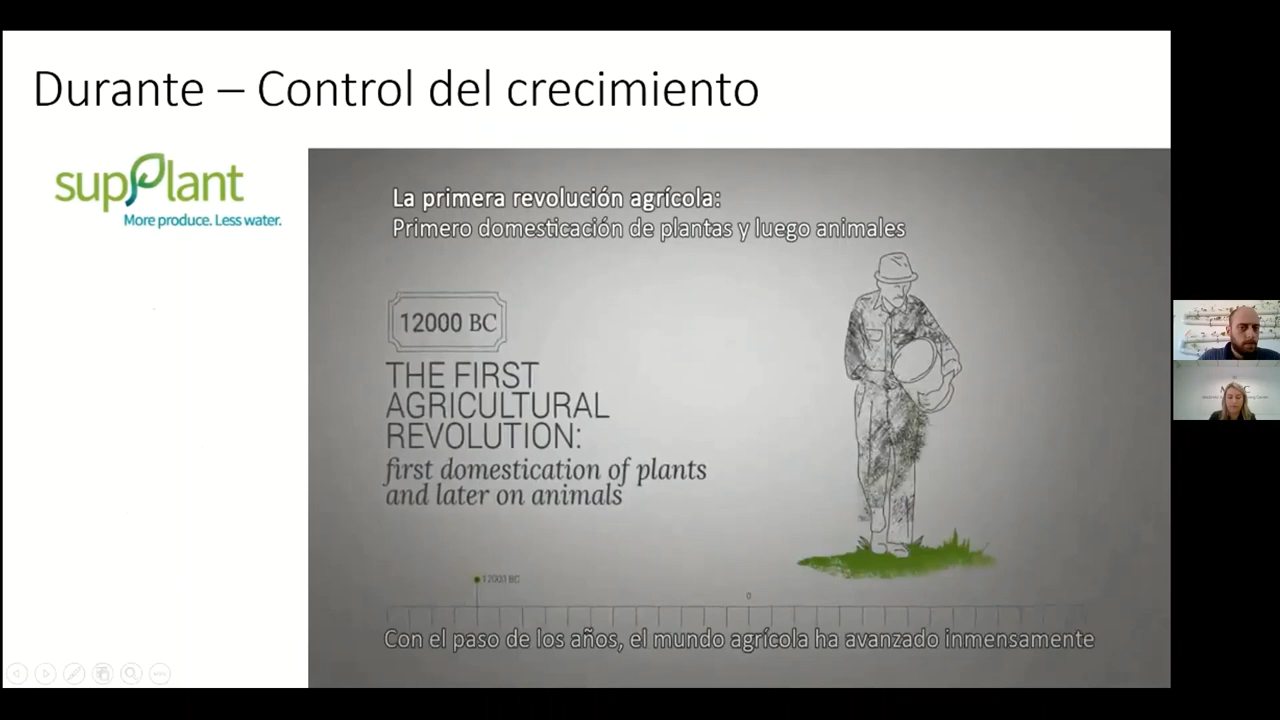 Durante – Control del crecimiento
supPlant
More produce. Less water.
La primera revolución agrícola:
Primero domesticación de plantas y luego animales
12000 BC
THE FIRST
AGRICULTURAL
REVOLUTION:
first domestication of plants
and later on animals
12000 BC
0
Con el paso de los años, el mundo agrícola ha avanzado inmensamente